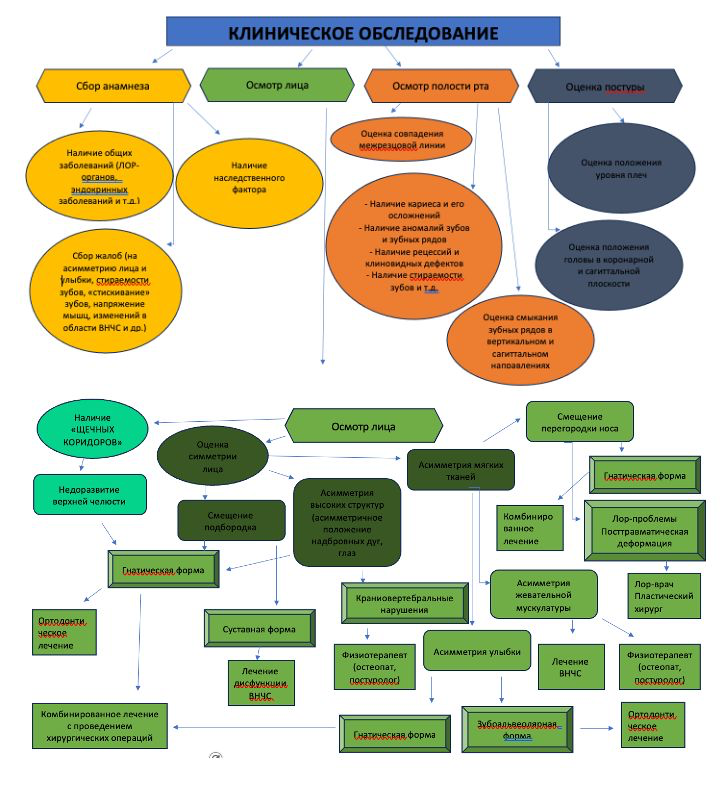 КЛИНИЧЕСКОЕ ОБСЛЕДОВАНИЕ
Сбор анамнеза
Осмотр лица
Осмотр полости рта
Оценка постуры
Наличие общих
заболеваний (ЛОР-
органов,
эндокринных
заболеваний и т.д.)
Наличие
наследственного
фактора
Оценка совпадения
межрезцовой линии
Оценка положения
уровня плеч
Сбор жалоб (на
асимметрию лица и
улыбки, стираемости
зубов, «стискивание»
зубов, напряжение
мышц, изменений в
области ВНЧС и др.)
- Наличие кариеса и его
осложнений
- Наличие аномалий зубов
и зубных рядов
- Наличие рецессий и
клиновидных дефектов
- Наличие стираемости
зубов и т.д.
Оценка положения
головы в коронарной
и сагиттальной
плоскости
Оценка смыкания
зубных рядов в
вертикальном и
сагиттальном
направлениях
Наличие
«ЩЕЧНЫХ
КОРИДОРОВ»
Осмотр лица
Смещение
перегородки носа
Оценка
симметрии
лица
Асимметрия мягких
тканей
Гнатическая форма
Недоразвитие
верхней челюсти
Смещение
подбородка
Асимметрия
высоких структур
(асимметричное
положение
надбровных дуг,
глаз
Комбиниро
ванное
лечение
Лор-проблемы
Посттравматическая
деформация
Гнатическая форма
Краниовертебральные
нарушения
Асимметрия
жевательной
мускулатуры
Лор-врач
Пластический
хирург
Ортодонти
ческое
лечение
Суставная форма
Физиотерапевт
(остеопат,
постуролог)
Асимметрия улыбки
Лечение
ВНЧС
Физиотерапевт
(остеопат,
постуролог)
Лечение
дисфункции
ВНЧС
Комбинированное лечение
с проведением
хирургических операций
Гнатическая форма
Зубоальвеолярная
форма
Ортодонти
ческое
лечение